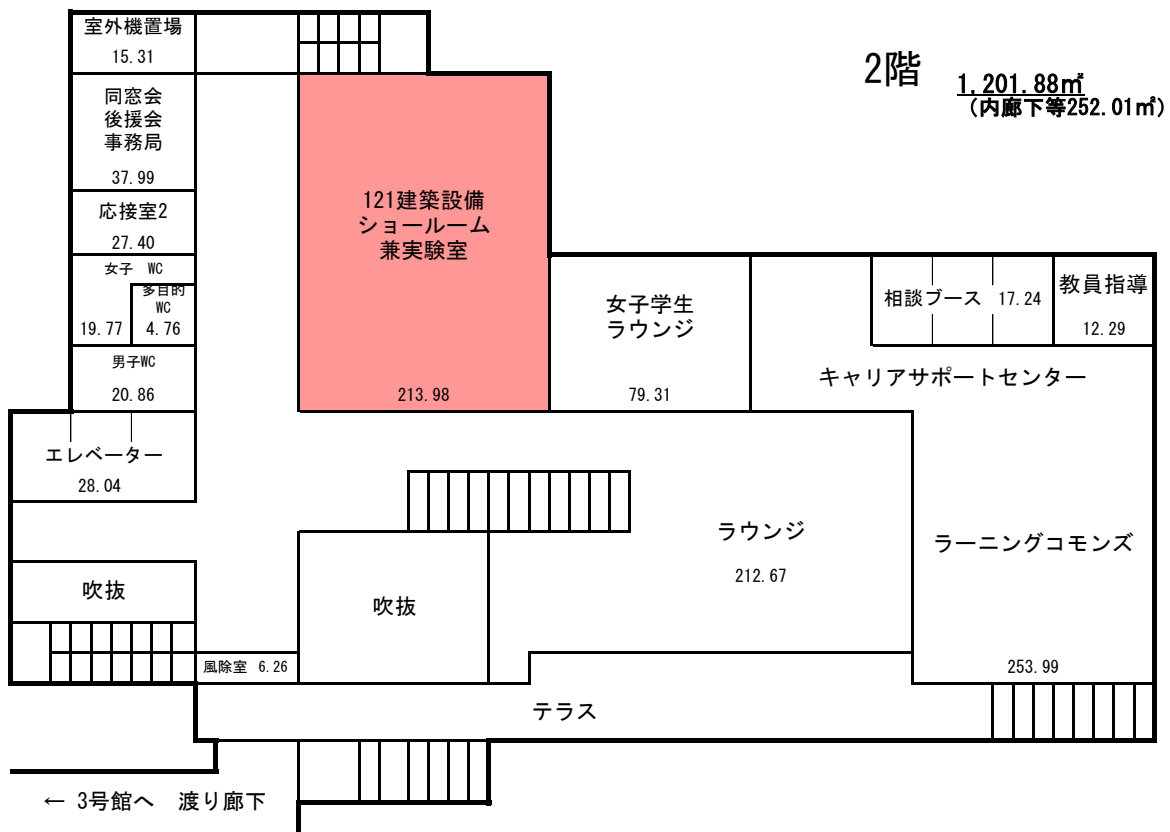 2階
1,201.88㎡
(内廊下等252.01㎡)
室外機置場
15.31
同窓会
後援会
事務局
37.99
応接室2
27.40
女子 WC
19.77
多目的
WC
4.76
男子WC
20.86
エレベーター
28.04
吹抜
風除室 6.26
121建築設備
ショールーム
兼実験室
213.98
女子学生
ラウンジ
79.31
相談ブース 17.24
教員指導
12.29
キャリアサポートセンター
ラーニングコモンズ
253.99
ラウンジ
212.67
吹抜
テラス
← 3号館へ 渡り廊下